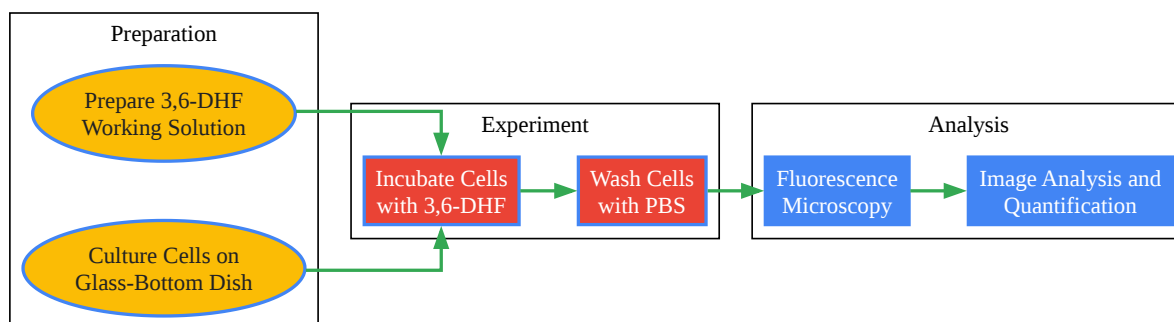 Preparation
Prepare 3,6-DHF
Working Solution
Culture Cells on
Glass-Bottom Dish
Experiment
Incubate Cells
with 3,6-DHF
Wash Cells
with PBS
Analysis
Fluorescence
Microscopy
Image Analysis and
Quantification